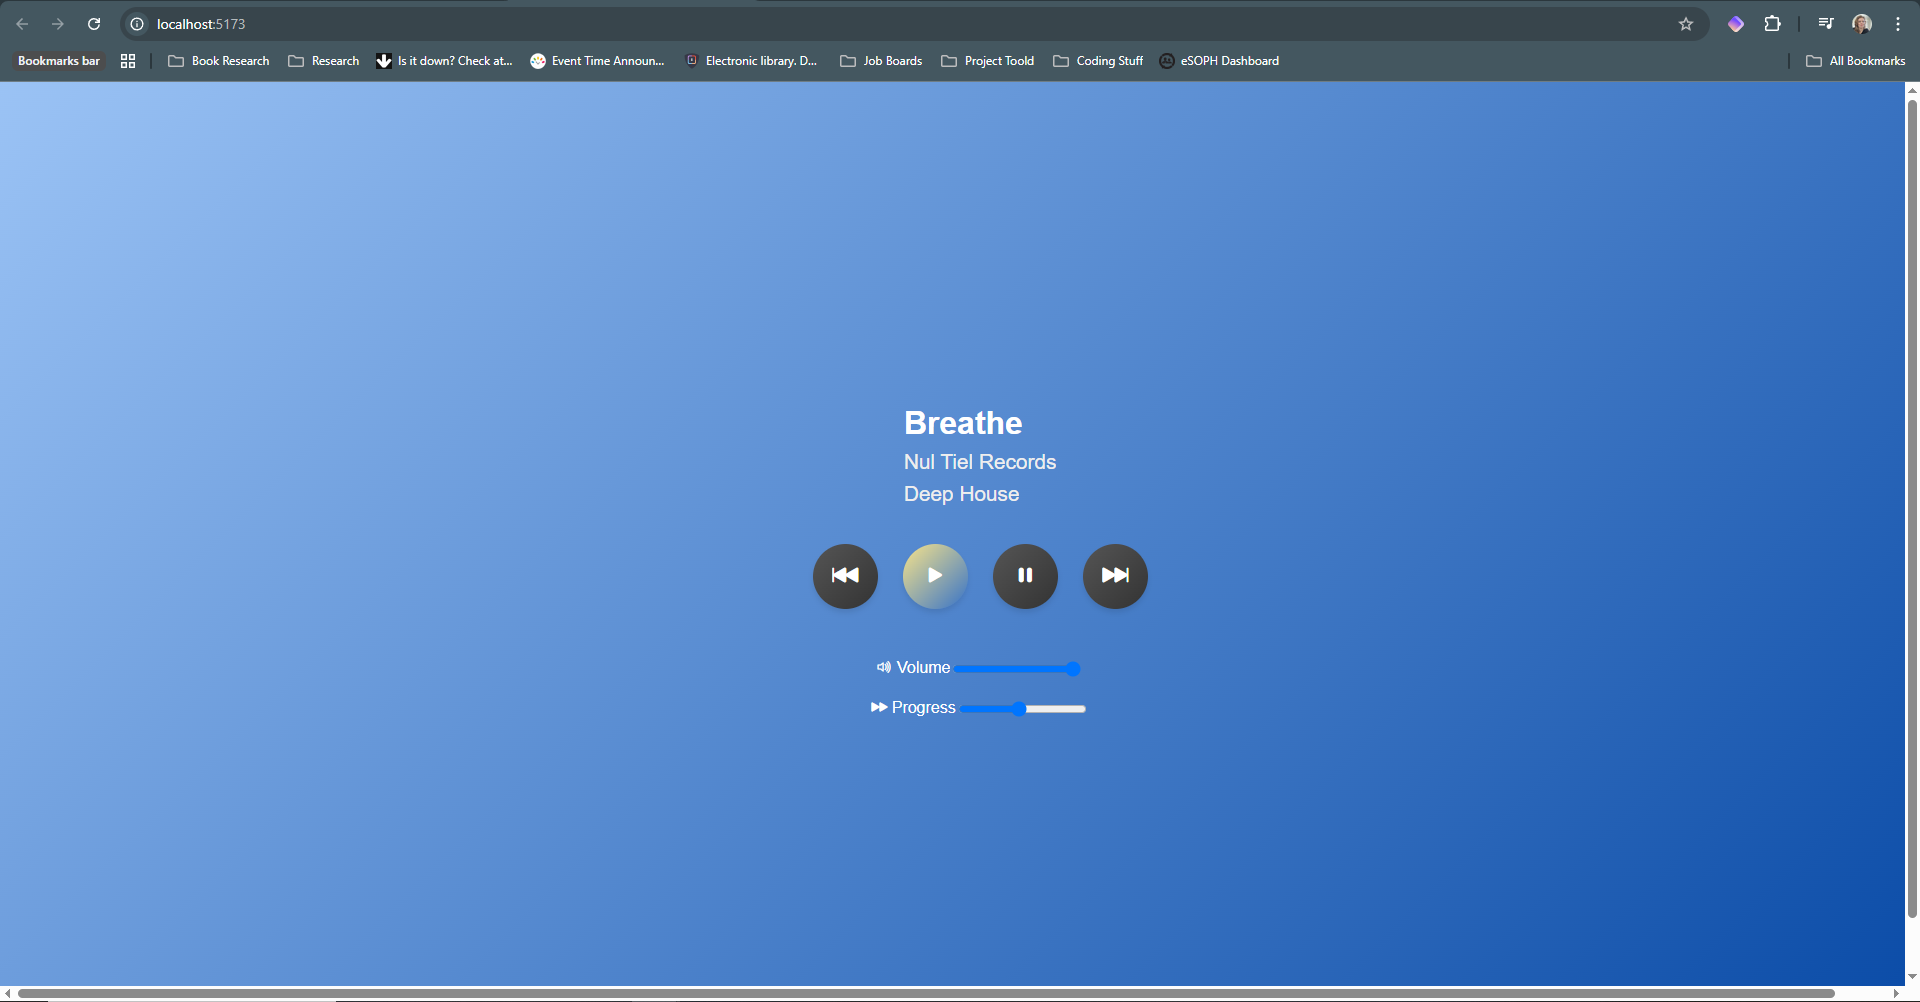 localhost:5173
Bookmarks bar Book Research Research Is it down? Check at... Event Time Announ... Electronic library. D... Job Boards Project Toold Coding Stuff eSOPH Dashboard All Bookmarks
Breathe
Nul Tiel Records
Deep House
Volume
Progress